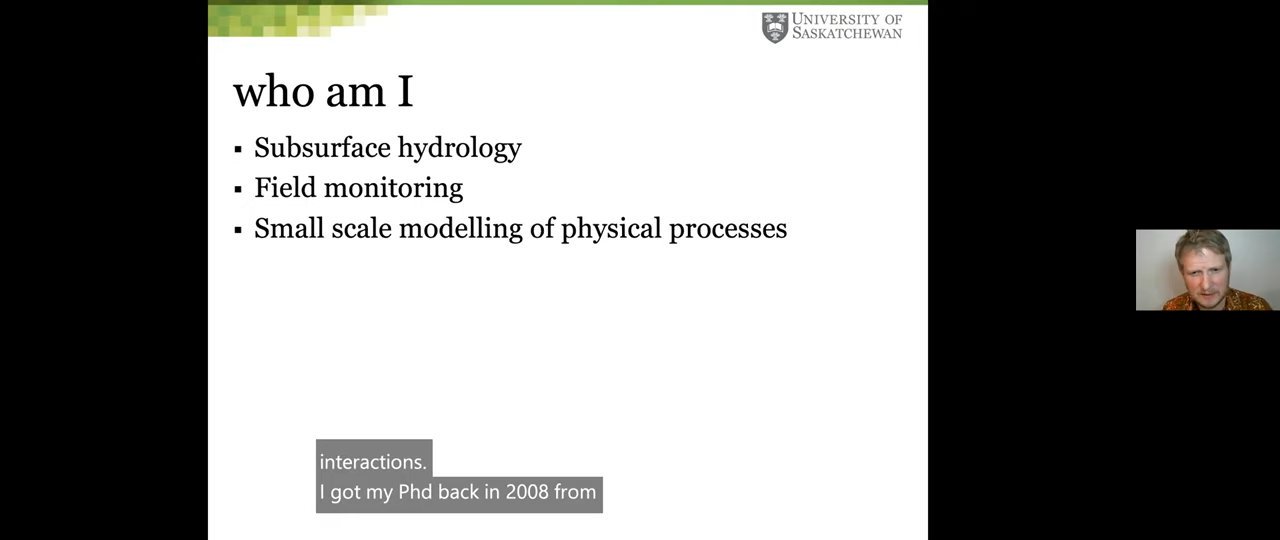 UNIVERSITY OF
SASKATCHEWAN
who am I
▪ Subsurface hydrology
▪ Field monitoring
▪ Small scale modelling of physical processes
interactions.
I got my Phd back in 2008 from